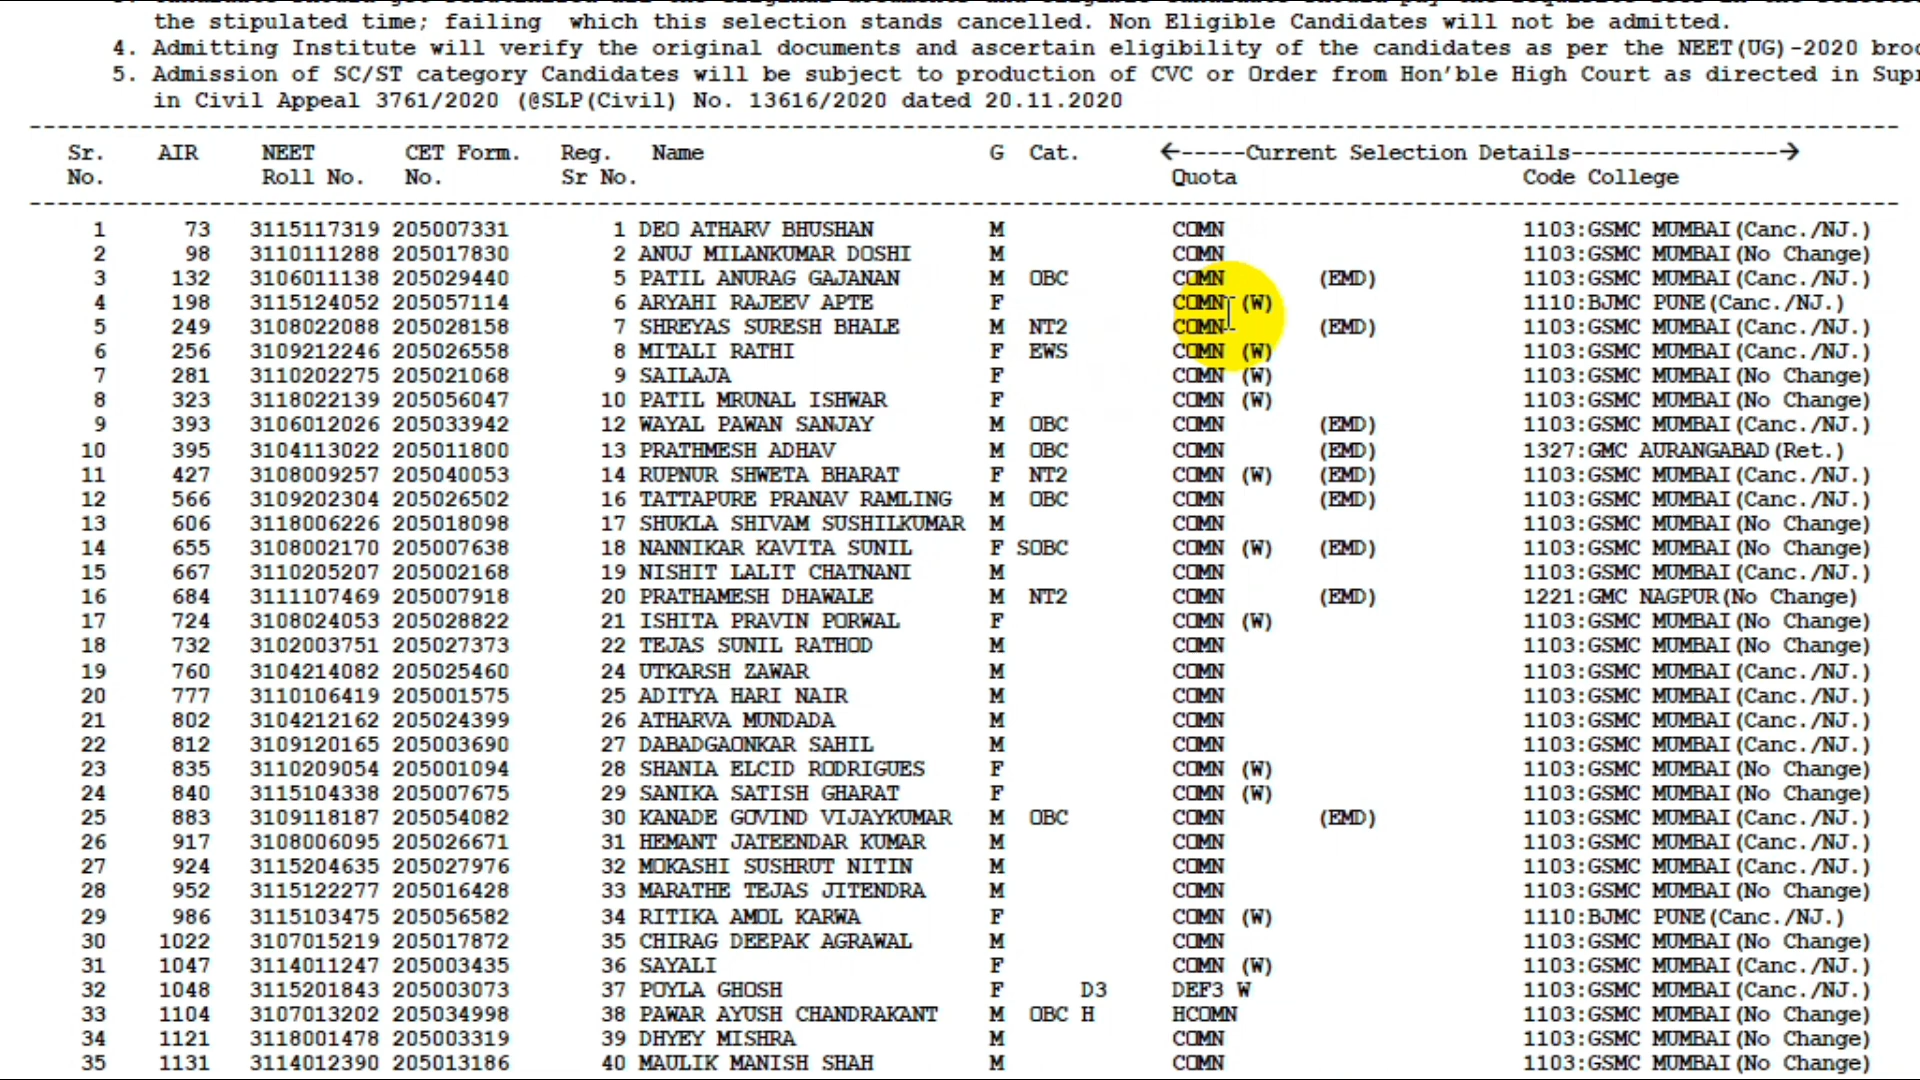 the stipulated time; failing  which this selection stands cancelled. Non Eligible Candidates will not be admitted.
4. Admitting Institute will verify the original documents and ascertain eligibility of the candidates as per the NEET(UG)-2020 broc
5. Admission of SC/ST category Candidates will be subject to production of CVC or Order from Hon'ble High Court as directed in Sup
in Civil Appeal 3761/2020 (@SLP(Civil) No. 13616/2020 dated 20.11.2020
Sr. AIR NEET CET Form. Reg. Name G Cat. <-----Current Selection Details---------------->
No. Roll No. No. Sr No. Quota Code College
1 73 3115117319 205007331 1 DEO ATHARV BHUSHAN M COMN 1103:GSMC MUMBAI(Canc./NJ.)
2 98 3110111288 205017830 2 ANUJ MILANKUMAR DOSHI M COMN 1103:GSMC MUMBAI(No Change)
3 132 3106011138 205029440 5 PATIL ANURAG GAJANAN M OBC COMN (EMD) 1103:GSMC MUMBAI(Canc./NJ.)
4 198 3115124052 205057114 6 ARYAHI RAJEEV APTE F COMN (W) 1110:BJMC PUNE(Canc./NJ.)
5 249 3108022088 205028158 7 SHREYAS SURESH BHALE M NT2 COMN (EMD) 1103:GSMC MUMBAI(Canc./NJ.)
6 256 3109212246 205026558 8 MITALI RATHI F EWS COMN (W) 1103:GSMC MUMBAI(Canc./NJ.)
7 281 3110202275 205021068 9 SAILAJA F COMN (W) 1103:GSMC MUMBAI(No Change)
8 323 3118022139 205056047 10 PATIL MRUNAL ISHWAR F COMN (W) 1103:GSMC MUMBAI(No Change)
9 393 3106012026 205033942 12 WAYAL PAWAN SANJAY M OBC COMN (EMD) 1103:GSMC MUMBAI(Canc./NJ.)
10 395 3104113022 205011800 13 PRATHMESH ADHAV M OBC COMN (EMD) 1327:GMC AURANGABAD(Ret.)
11 427 3108009257 205040053 14 RUPNUR SHWETA BHARAT F NT2 COMN (W) (EMD) 1103:GSMC MUMBAI(Canc./NJ.)
12 566 3109202304 205026502 16 TATTAPURE PRANAV RAMLING M OBC COMN (EMD) 1103:GSMC MUMBAI(Canc./NJ.)
13 606 3118006226 205018098 17 SHUKLA SHIVAM SUSHILKUMAR M COMN 1103:GSMC MUMBAI(No Change)
14 655 3108002170 205007638 18 NANNIKAR KAVITA SUNIL F SOBC COMN (W) (EMD) 1103:GSMC MUMBAI(No Change)
15 667 3110205207 205002168 19 NISHIT LALIT CHATNANI M COMN 1103:GSMC MUMBAI(Canc./NJ.)
16 684 3111107469 205007918 20 PRATHAMESH DHAWALE M NT2 COMN (EMD) 1221:GMC NAGPUR(No Change)
17 724 3108024053 205028822 21 ISHITA PRAVIN PORWAL F COMN (W) 1103:GSMC MUMBAI(No Change)
18 732 3102003751 205027373 22 TEJAS SUNIL RATHOD M COMN 1103:GSMC MUMBAI(No Change)
19 760 3104214082 205025460 24 UTKARSH ZAWAR M COMN 1103:GSMC MUMBAI(Canc./NJ.)
20 777 3110106419 205001575 25 ADITYA HARI NAIR M COMN 1103:GSMC MUMBAI(Canc./NJ.)
21 802 3104212162 205024399 26 ATHARVA MUNDADA M COMN 1103:GSMC MUMBAI(Canc./NJ.)
22 812 3109120165 205003690 27 DABADGAONKAR SAHIL M COMN 1103:GSMC MUMBAI(Canc./NJ.)
23 835 3110209054 205001094 28 SHANIA ELCID RODRIGUES F COMN (W) 1103:GSMC MUMBAI(No Change)
24 840 3115104338 205007675 29 SANIKA SATISH GHARAT F COMN (W) 1103:GSMC MUMBAI(No Change)
25 883 3109118187 205054082 30 KANADE GOVIND VIJAYKUMAR M OBC COMN (EMD) 1103:GSMC MUMBAI(Canc./NJ.)
26 917 3108006095 205026671 31 HEMANT JATEENDAR KUMAR M COMN 1103:GSMC MUMBAI(Canc./NJ.)
27 924 3115204635 205027976 32 MOKASHI SUSHRUT NITIN M COMN 1103:GSMC MUMBAI(Canc./NJ.)
28 952 3115122277 205016428 33 MARATHE TEJAS JITENDRA M COMN 1103:GSMC MUMBAI(No Change)
29 986 3115103475 205056582 34 RITIKA AMOL KARWA F COMN (W) 1110:BJMC PUNE(Canc./NJ.)
30 1022 3107015219 205017872 35 CHIRAG DEEPAK AGRAWAL M COMN 1103:GSMC MUMBAI(No Change)
31 1047 3114011247 205003435 36 SAYALI F COMN (W) 1103:GSMC MUMBAI(Canc./NJ.)
32 1048 3115201843 205003073 37 POYLA GHOSH F D3 DEF3 W 1103:GSMC MUMBAI(Canc./NJ.)
33 1104 3107013202 205034998 38 PAWAR AYUSH CHANDRAKANT M OBC H HCOMN 1103:GSMC MUMBAI(No Change)
34 1121 3118001478 205003319 39 DHYEY MISHRA M COMN 1103:GSMC MUMBAI(No Change)
35 1131 3114012390 205013186 40 MAULIK MANISH SHAH M COMN 1103:GSMC MUMBAI(No Change)